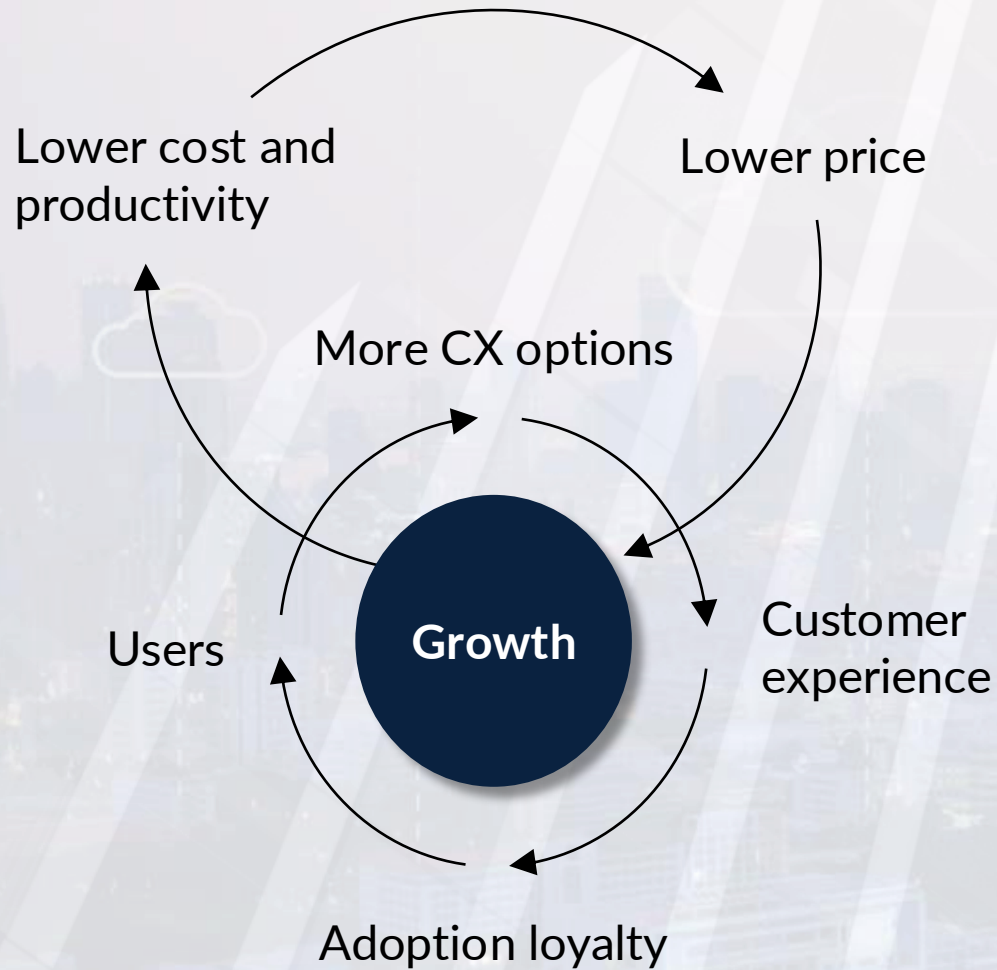 Lower cost and
productivity
Lower price
More CX options
Users
Growth
Customer
experience
Adoption loyalty